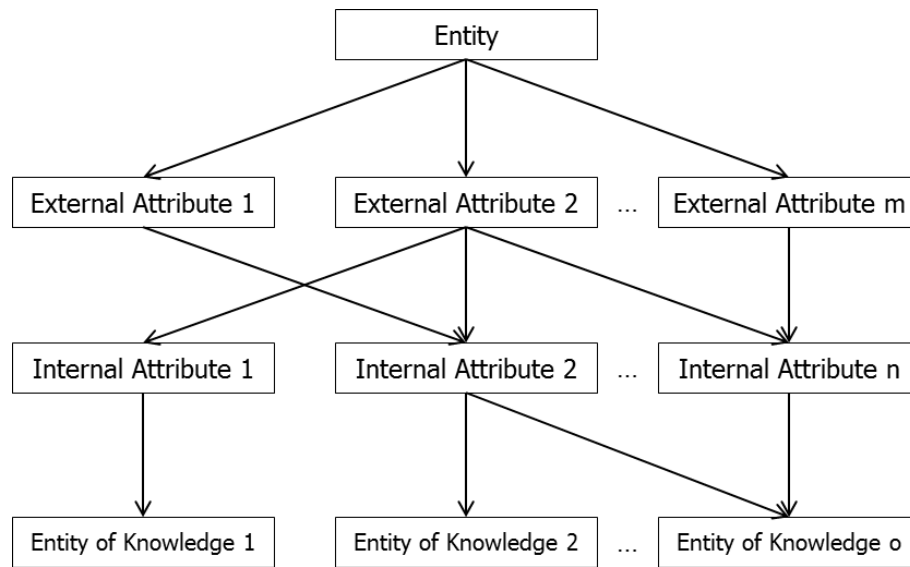 Entity
External Attribute 1
External Attribute 2
...
External Attribute m
Internal Attribute 1
Internal Attribute 2
...
Internal Attribute n
Entity of Knowledge 1
Entity of Knowledge 2
...
Entity of Knowledge o